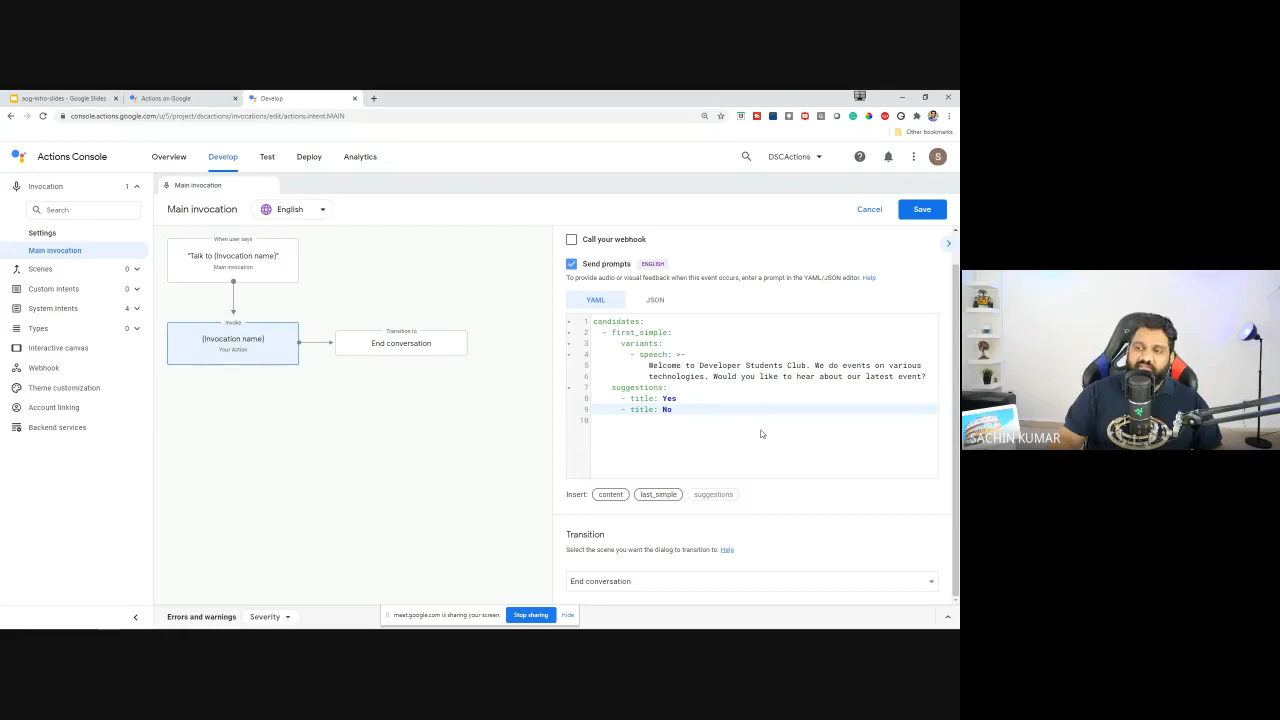 aog-intro-slides - Google Slides
Actions on Google
Develop
console.actions.google.com/u/5/project/dscactions/invocations/edit/actions.intent.MAIN
Other bookmarks
Actions Console
Overview
Develop
Test
Deploy
Analytics
DSCActions
S
Invocation 1
Search
Settings
Main invocation
Scenes 0
Custom intents 0
System intents 4
Types 0
Interactive canvas
Webhook
Theme customization
Account linking
Backend services
Main invocation
Main invocation
English
Cancel
Save
When user says
"Talk to {Invocation name}"
Main invocation
Invoke
{Invocation name}
Your Action
Transition to
End conversation
Call your webhook
Send prompts ENGLISH
To provide audio or visual feedback when this event occurs, enter a prompt in the YAML/JSON editor. Help
YAML
JSON
1 candidates:
2 - first_simple:
3 variants:
4 - speech: >-
5 Welcome to Developer Students Club. We do events on various
6 technologies. Would you like to hear about our latest event?
7 suggestions:
8 - title: Yes
9 - title: No
10
Insert: content last_simple suggestions
Transition
Select the scene you want the dialog to transition to. Help
End conversation
Errors and warnings
Severity
meet.google.com is sharing your screen.
Stop sharing
Hide
SACHIN KUMAR